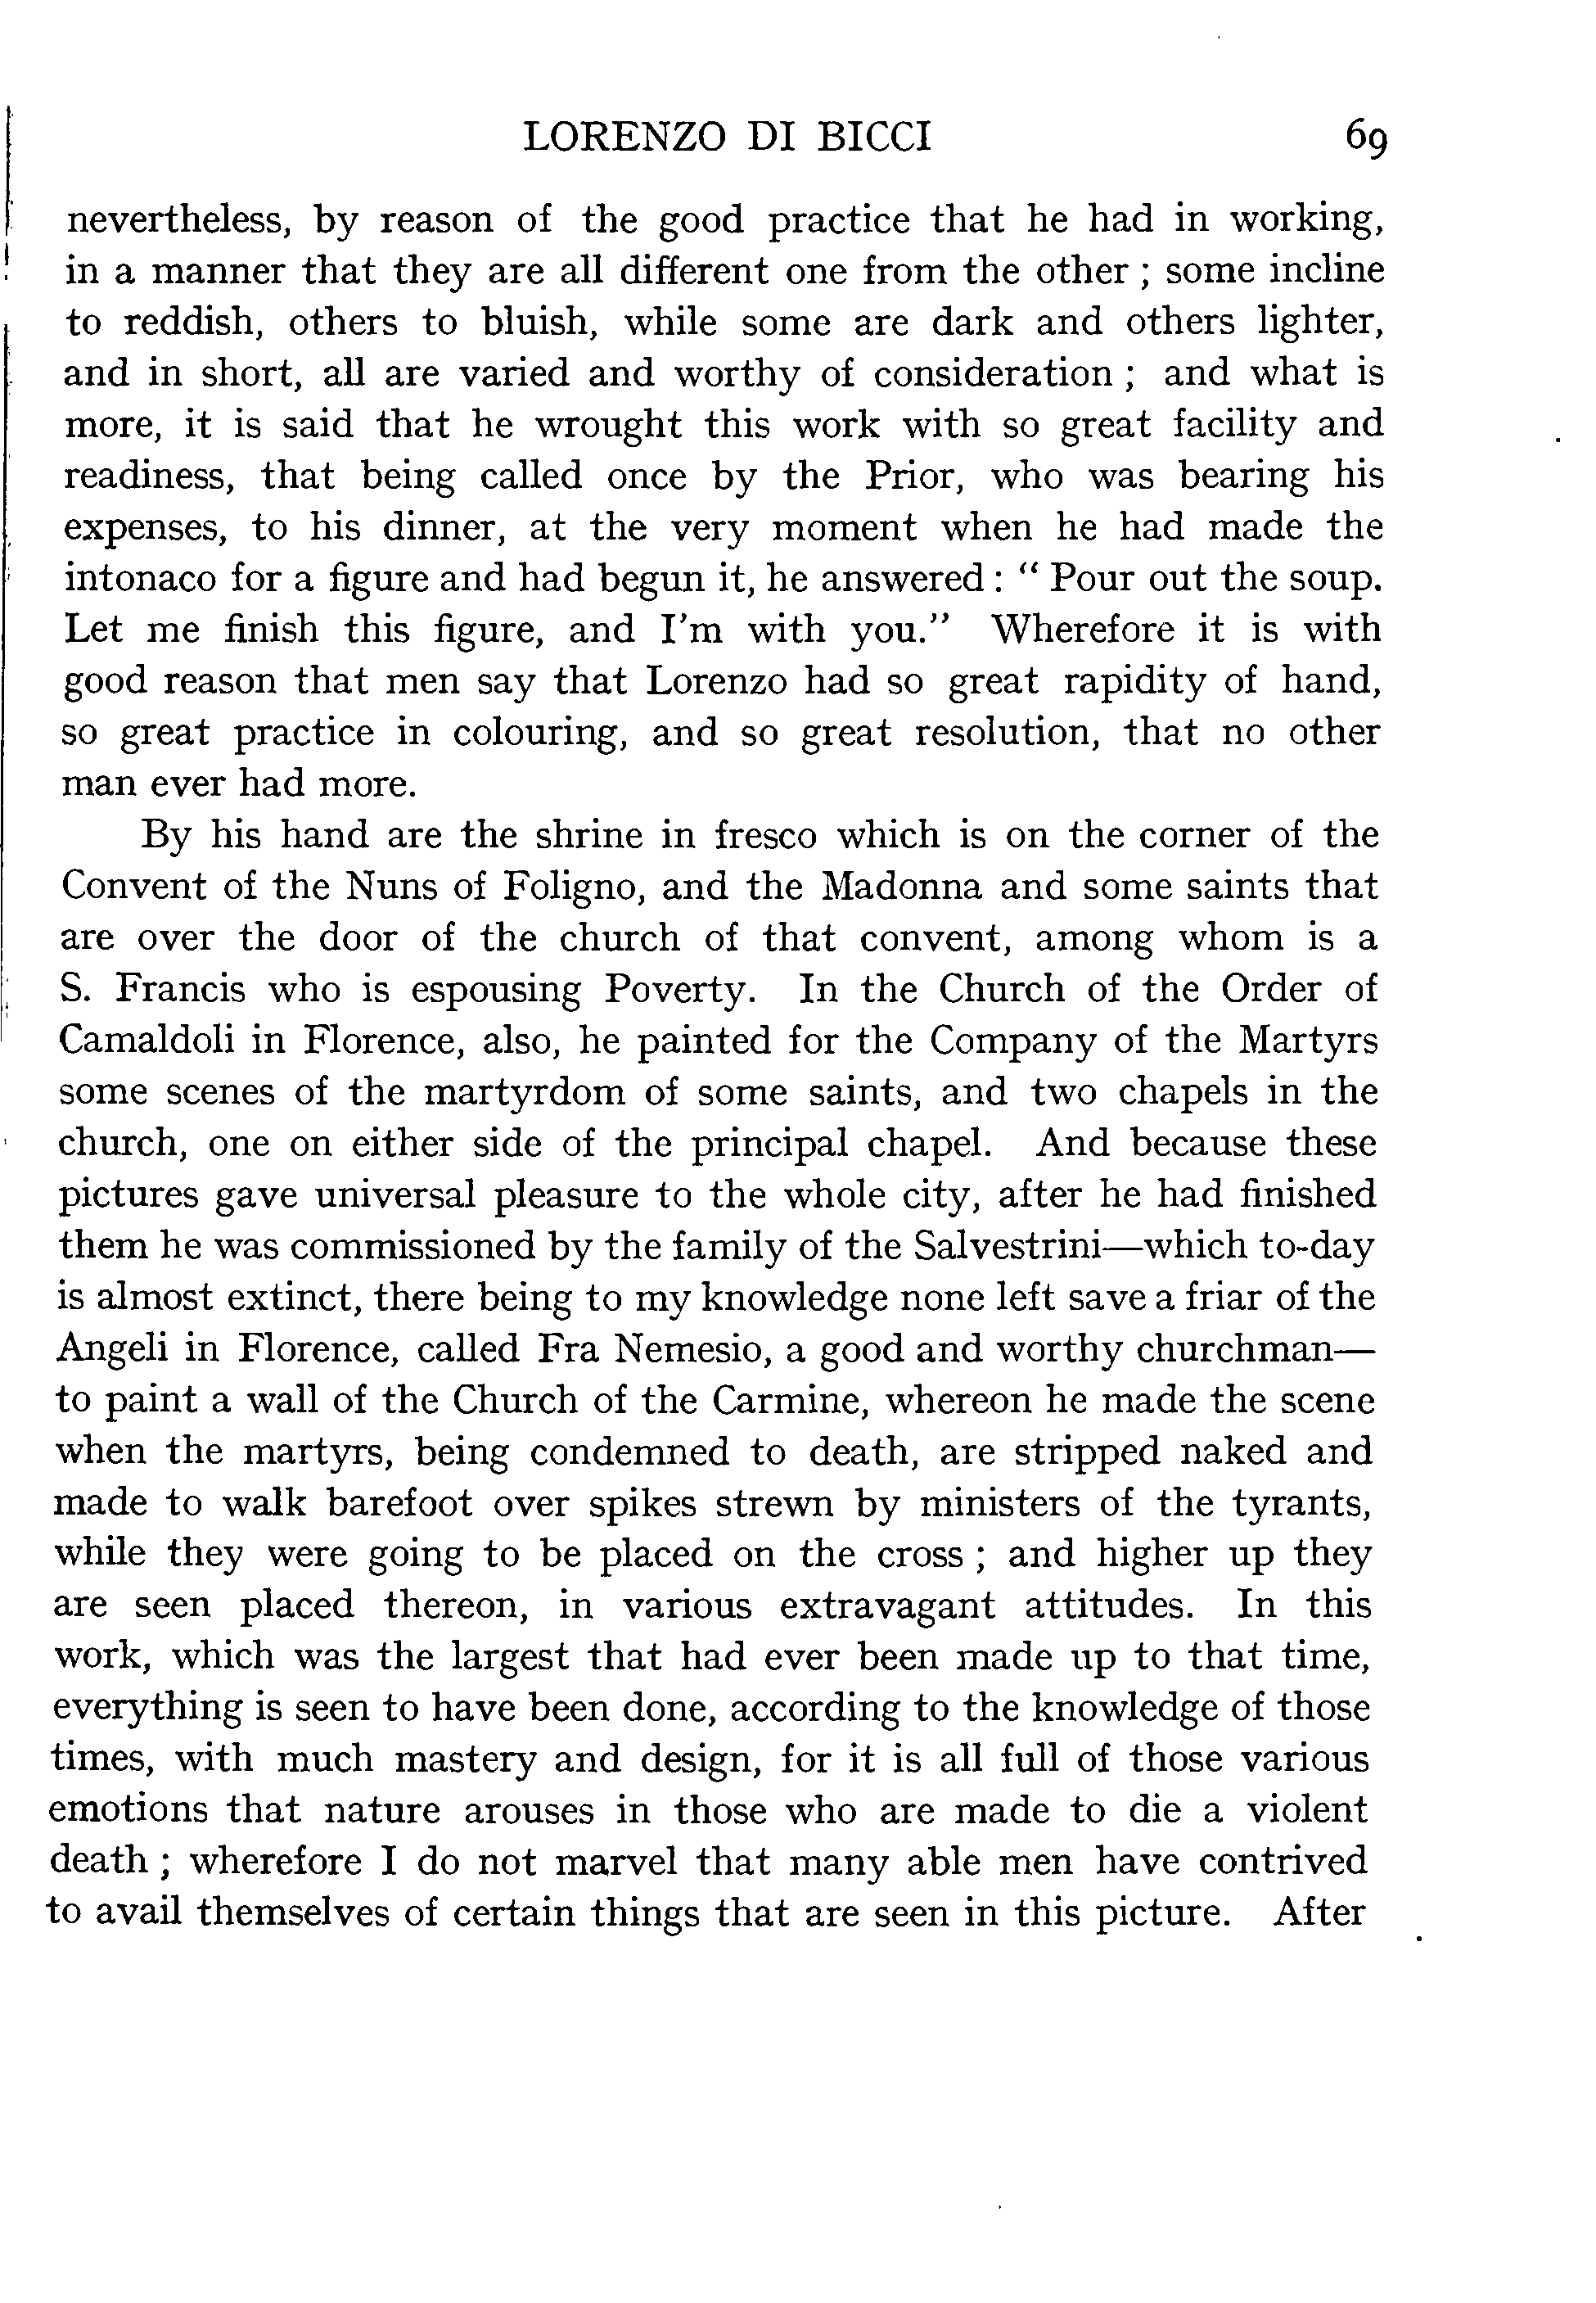 LORENZO DI BICCI 69
nevertheless, by reason of the good practice that he had in working,
in a manner that they are all different one from the other ; some incline
to reddish, others to bluish, while some are dark and others lighter,
and in short, all are varied and worthy of consideration ; and what is
more, it is said that he wrought this work with so great facility and
readiness, that being called once by the Prior, who was bearing his
expenses, to his dinner, at the very moment when he had made the
intonaco for a figure and had begun it, he answered : “ Pour out the soup.
Let me finish this figure, and I’m with you.” Wherefore it is with
good reason that men say that Lorenzo had so great rapidity of hand,
so great practice in colouring, and so great resolution, that no other
man ever had more.
By his hand are the shrine in fresco which is on the corner of the
Convent of the Nuns of Foligno, and the Madonna and some saints that
are over the door of the church of that convent, among whom is a
S. Francis who is espousing Poverty. In the Church of the Order of
Camaldoli in Florence, also, he painted for the Company of the Martyrs
some scenes of the martyrdom of some saints, and two chapels in the
church, one on either side of the principal chapel. And because these
pictures gave universal pleasure to the whole city, after he had finished
them he was commissioned by the family of the Salvestrini—which to-day
is almost extinct, there being to my knowledge none left save a friar of the
Angeli in Florence, called Fra Nemesio, a good and worthy churchman—
to paint a wall of the Church of the Carmine, whereon he made the scene
when the martyrs, being condemned to death, are stripped naked and
made to walk barefoot over spikes strewn by ministers of the tyrants,
while they were going to be placed on the cross ; and higher up they
are seen placed thereon, in various extravagant attitudes. In this
work, which was the largest that had ever been made up to that time,
everything is seen to have been done, according to the knowledge of those
times, with much mastery and design, for it is all full of those various
emotions that nature arouses in those who are made to die a violent
death ; wherefore I do not marvel that many able men have contrived
to avail themselves of certain things that are seen in this picture. After